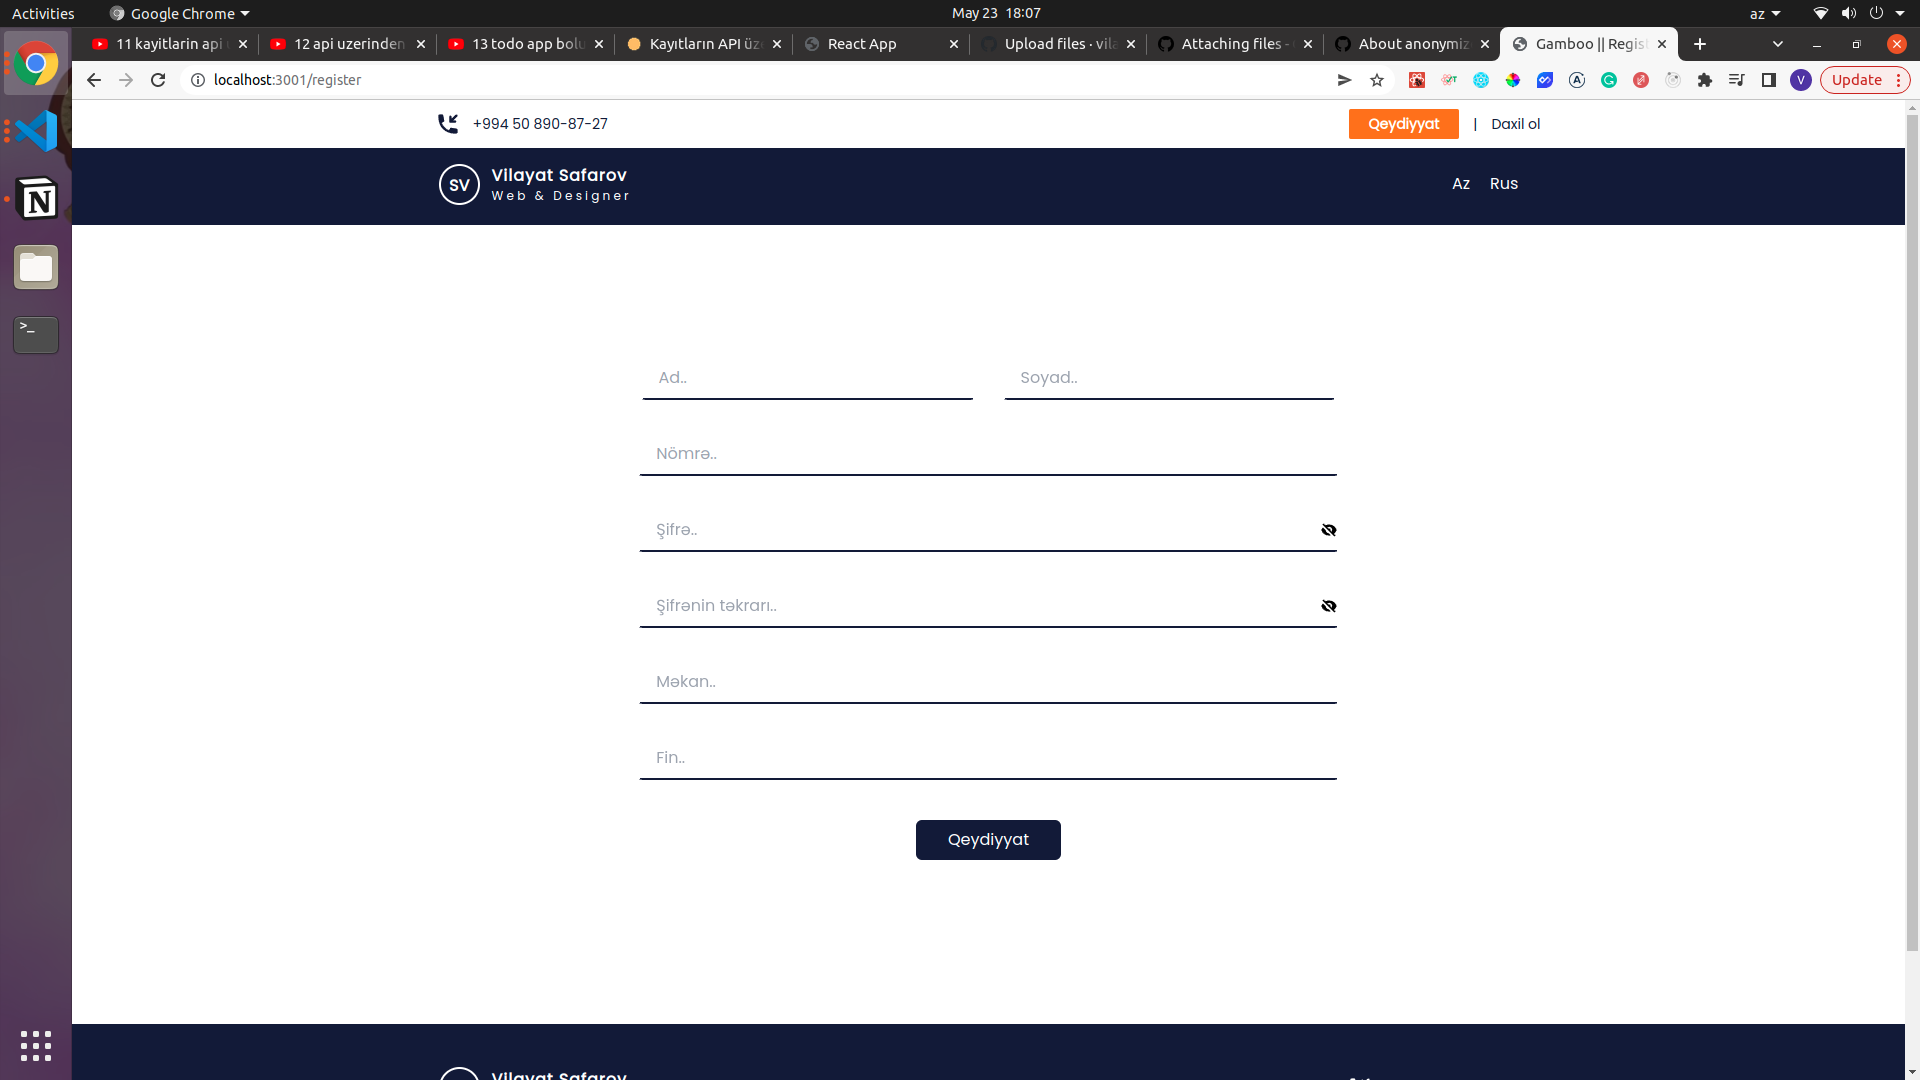 Activities
Google Chrome
May 23 18:07
az
11 kayitlarin api
12 api uzerinden
13 todo app bolu
Kayıtların API üze
React App
Upload files · vila
Attaching files -
About anonymiz
Gamboo || Regis
localhost:3001/register
V
Update
+994 50 890-87-27
Qeydiyyat
|
Daxil ol
SV
Vilayat Safarov
Web & Designer
Az
Rus
Ad..
Soyad..
Nömrə..
Şifrə..
Şifrənin təkrarı..
Məkan..
Fin..
Qeydiyyat
Vilayat Safarov